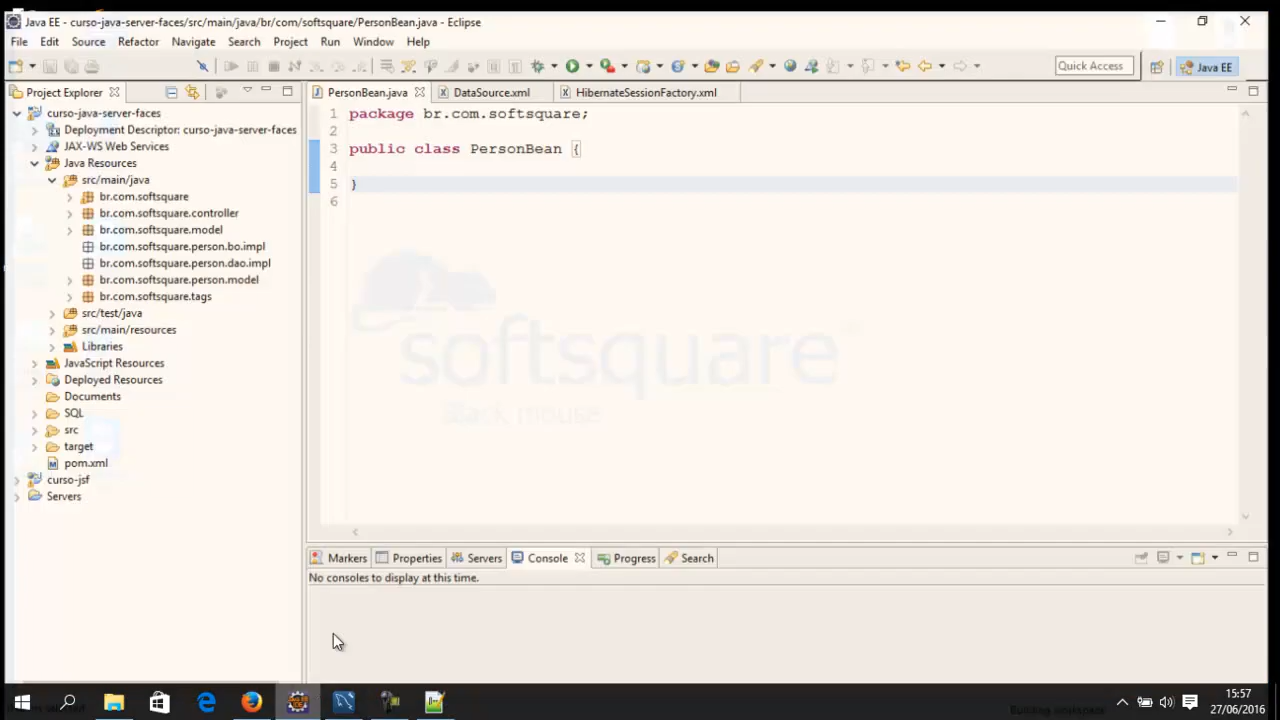 Java EE - curso-java-server-faces/src/main/java/br/com/softsquare/PersonBean.java - Eclipse
File Edit Source Refactor Navigate Search Project Run Window Help
Quick Access
Java EE
Project Explorer
PersonBean.java
DataSource.xml
HibernateSessionFactory.xml
curso-java-server-faces
Deployment Descriptor: curso-java-server-faces
JAX-WS Web Services
Java Resources
src/main/java
br.com.softsquare
br.com.softsquare.controller
br.com.softsquare.model
br.com.softsquare.person.bo.impl
br.com.softsquare.person.dao.impl
br.com.softsquare.person.model
br.com.softsquare.tags
src/test/java
src/main/resources
Libraries
JavaScript Resources
Deployed Resources
Documents
SQL
src
target
pom.xml
curso-jsf
Servers
1 package br.com.softsquare;
2
3 public class PersonBean {
4
5 }
6
softsquare
Back mouse
Markers Properties Servers Console Progress Search
No consoles to display at this time.
15:57
27/06/2016